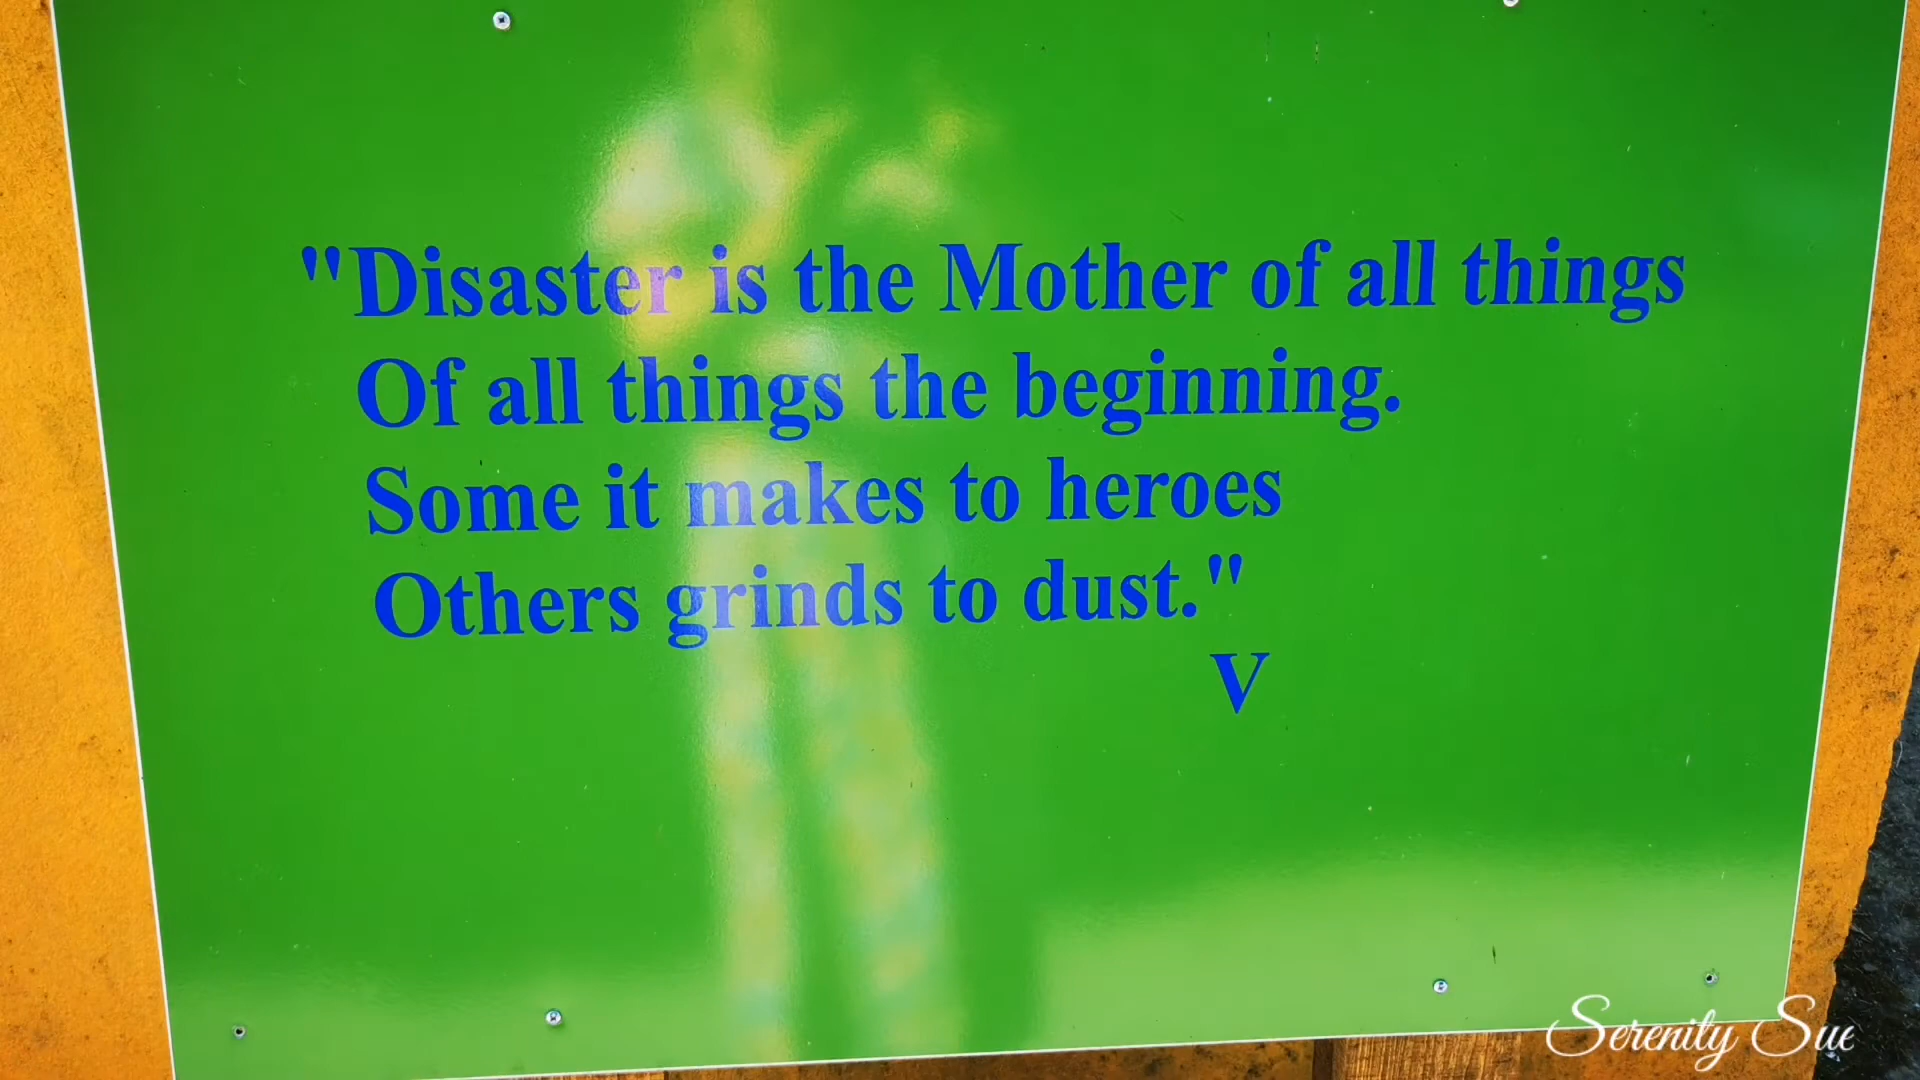 "Disaster is the Mother of all things
Of all things the beginning.
Some it makes to heroes
Others grinds to dust."
V
Serenity Sue